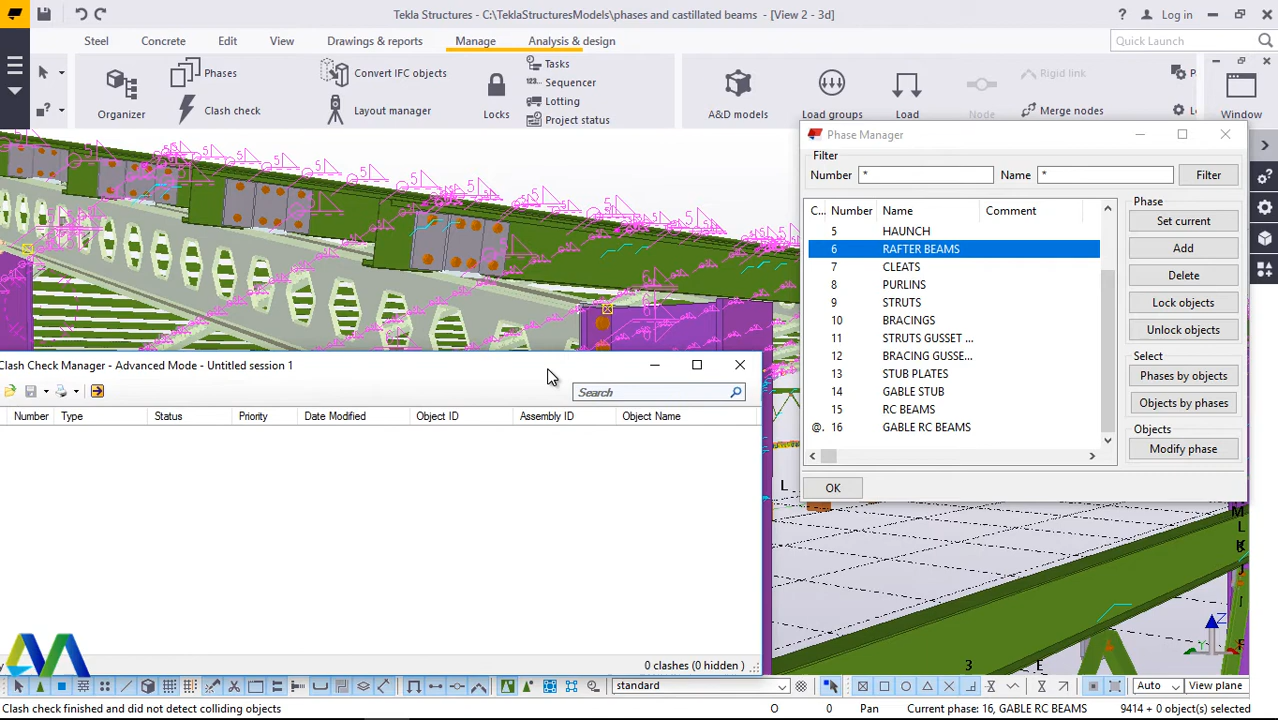 Tekla Structures - C:\TeklaStructuresModels\phases and castillated beams - [View 2 - 3d]
? Log in
Steel Concrete Edit View Drawings & reports Manage Analysis & design
Quick Launch
Organizer
Phases
Clash check
Convert IFC objects
Layout manager
Locks
Tasks
123... Sequencer
Lotting
Project status
A&D models
Load groups
Load
Node
Rigid link
Merge nodes
Window
Phase Manager
Filter
Number * Name * Filter
C... Number Name Comment
5 HAUNCH
6 RAFTER BEAMS
7 CLEATS
8 PURLINS
9 STRUTS
10 BRACINGS
11 STRUTS GUSSET ...
12 BRACING GUSSE...
13 STUB PLATES
14 GABLE STUB
15 RC BEAMS
@. 16 GABLE RC BEAMS
Phase
Set current
Add
Delete
Lock objects
Unlock objects
Select
Phases by objects
Objects by phases
Objects
Modify phase
OK
Clash Check Manager - Advanced Mode - Untitled session 1
Search
Number Type Status Priority Date Modified Object ID Assembly ID Object Name
0 clashes (0 hidden )
L
M
L
K
3 E
Z
standard
Auto
View plane
Clash check finished and did not detect colliding objects
O 0 Pan Current phase: 16, GABLE RC BEAMS 9414 + 0 object(s) selected